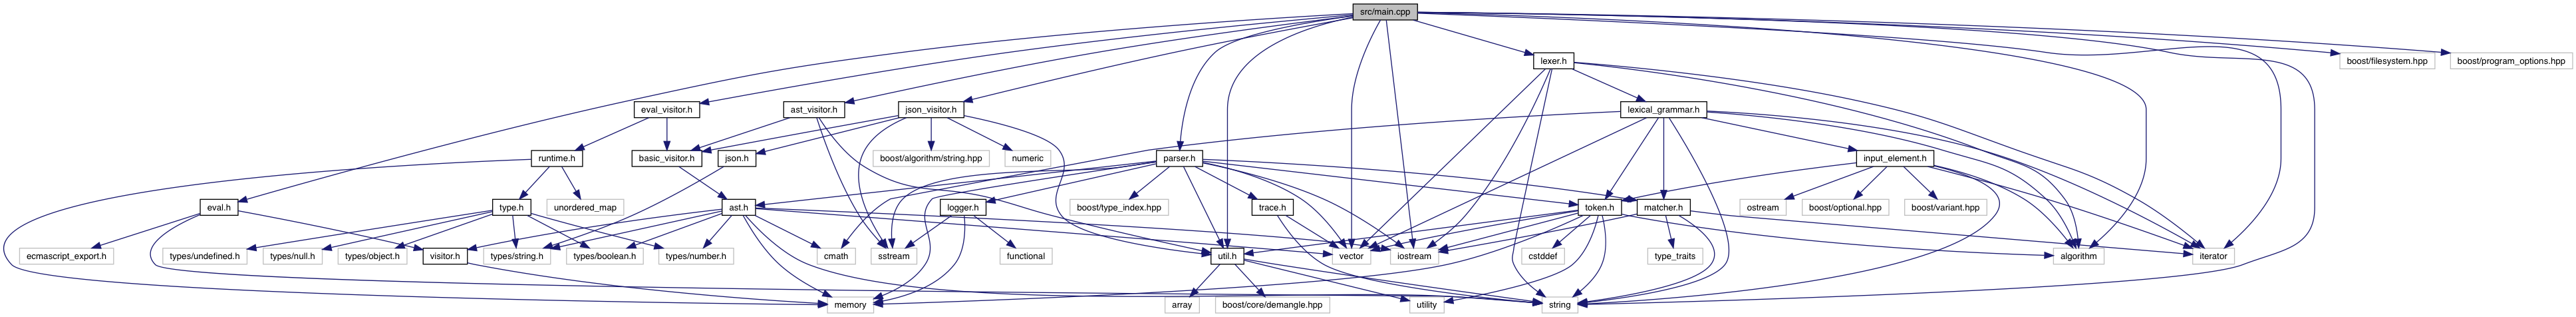 src/main.cpp
lexer.h
boost/filesystem.hpp
boost/program_options.hpp
eval_visitor.h
ast_visitor.h
json_visitor.h
lexical_grammar.h
runtime.h
basic_visitor.h
json.h
boost/algorithm/string.hpp
numeric
parser.h
input_element.h
eval.h
type.h
unordered_map
ast.h
logger.h
boost/type_index.hpp
trace.h
token.h
matcher.h
ostream
boost/optional.hpp
boost/variant.hpp
ecmascript_export.h
types/undefined.h
types/null.h
types/object.h
visitor.h
types/string.h
types/boolean.h
types/number.h
cmath
sstream
functional
util.h
vector
iostream
cstddef
type_traits
algorithm
iterator
memory
array
boost/core/demangle.hpp
utility
string